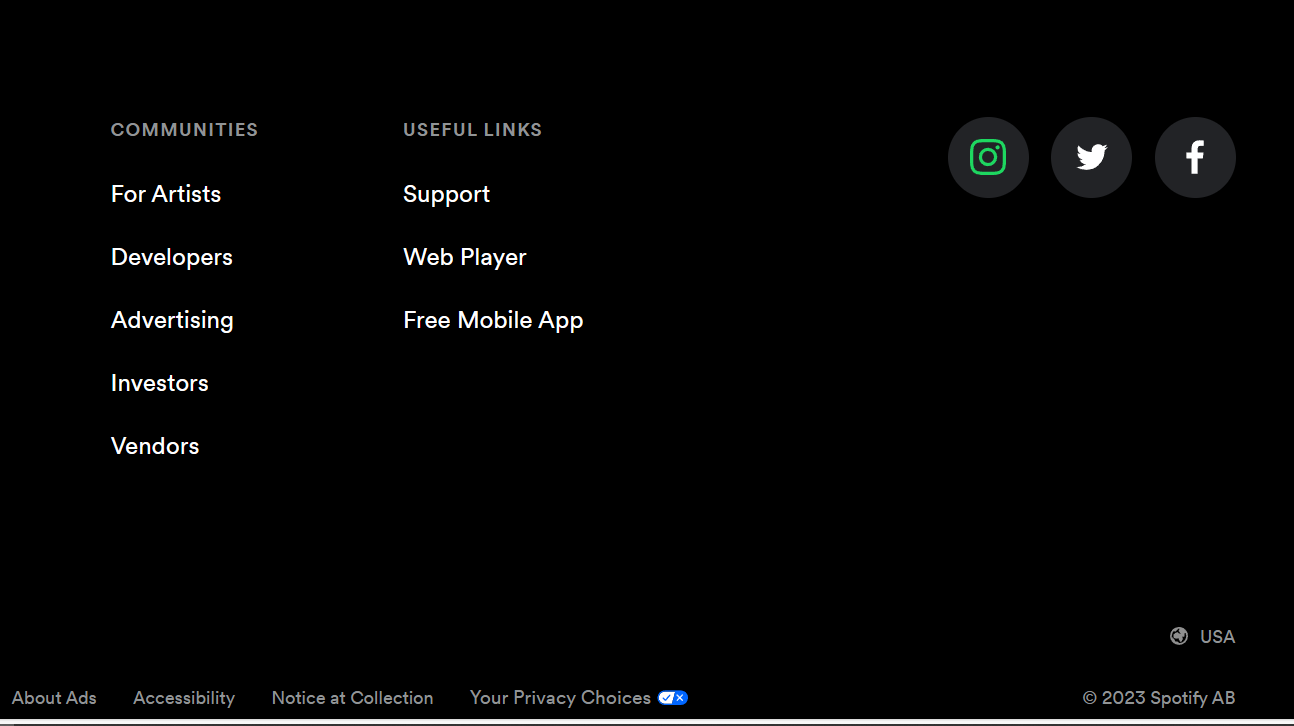 COMMUNITIES
For Artists
Developers
Advertising
Investors
Vendors
USEFUL LINKS
Support
Web Player
Free Mobile App
USA
About Ads
Accessibility
Notice at Collection
Your Privacy Choices
© 2023 Spotify AB